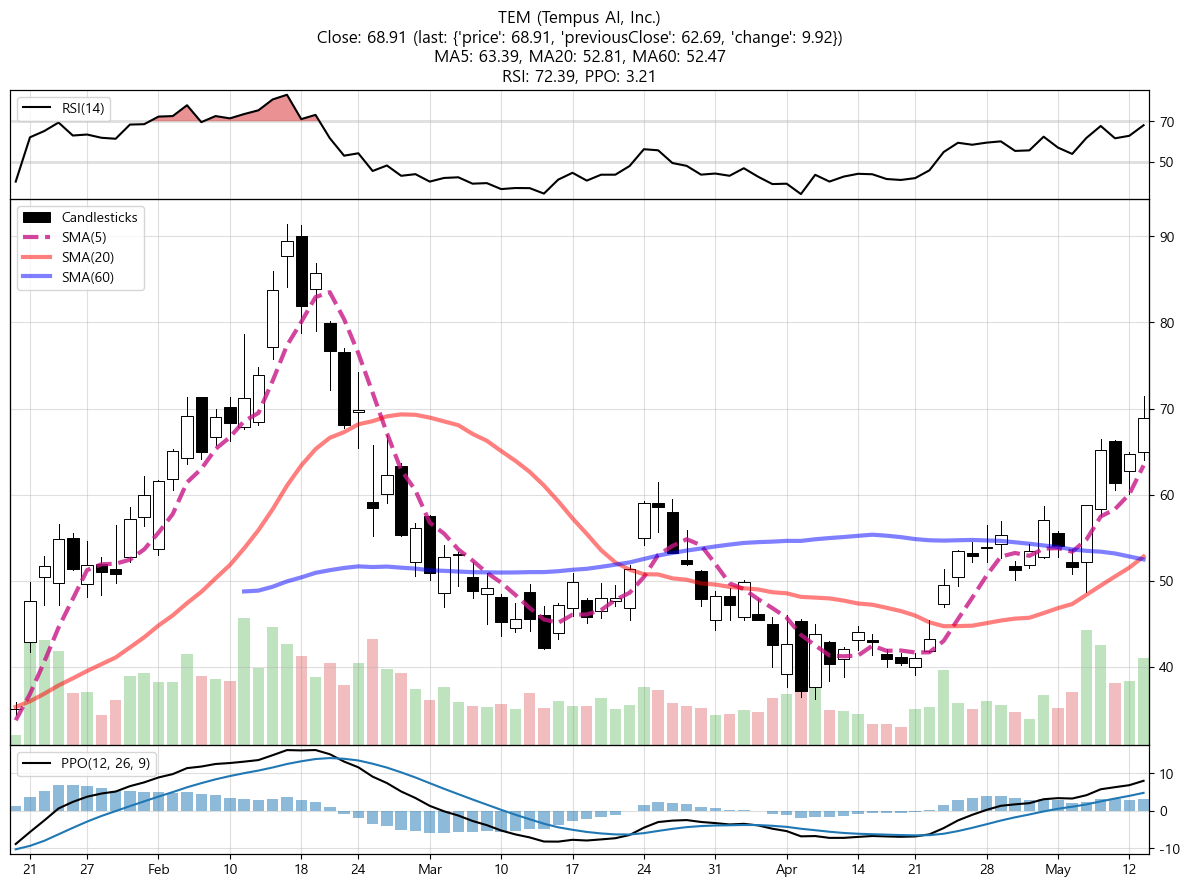 TEM (Tempus AI, Inc.)
Close: 68.91 (last: {'price': 68.91, 'previousClose': 62.69, 'change': 9.92})
MA5: 63.39, MA20: 52.81, MA60: 52.47
RSI: 72.39, PPO: 3.21
RSI(14)
70
50
Candlesticks
SMA(5)
SMA(20)
SMA(60)
90
80
70
60
50
40
PPO(12, 26, 9)
10
0
-10
21 27 Feb 10 18 24 Mar 10 17 24 31 Apr 14 21 28 May 12